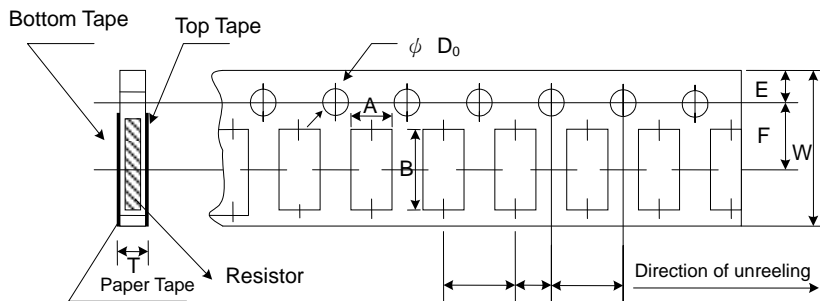 Bottom Tape
Top Tape
ϕ D₀
E
A
F
W
B
T
Paper Tape
Resistor
Direction of unreeling